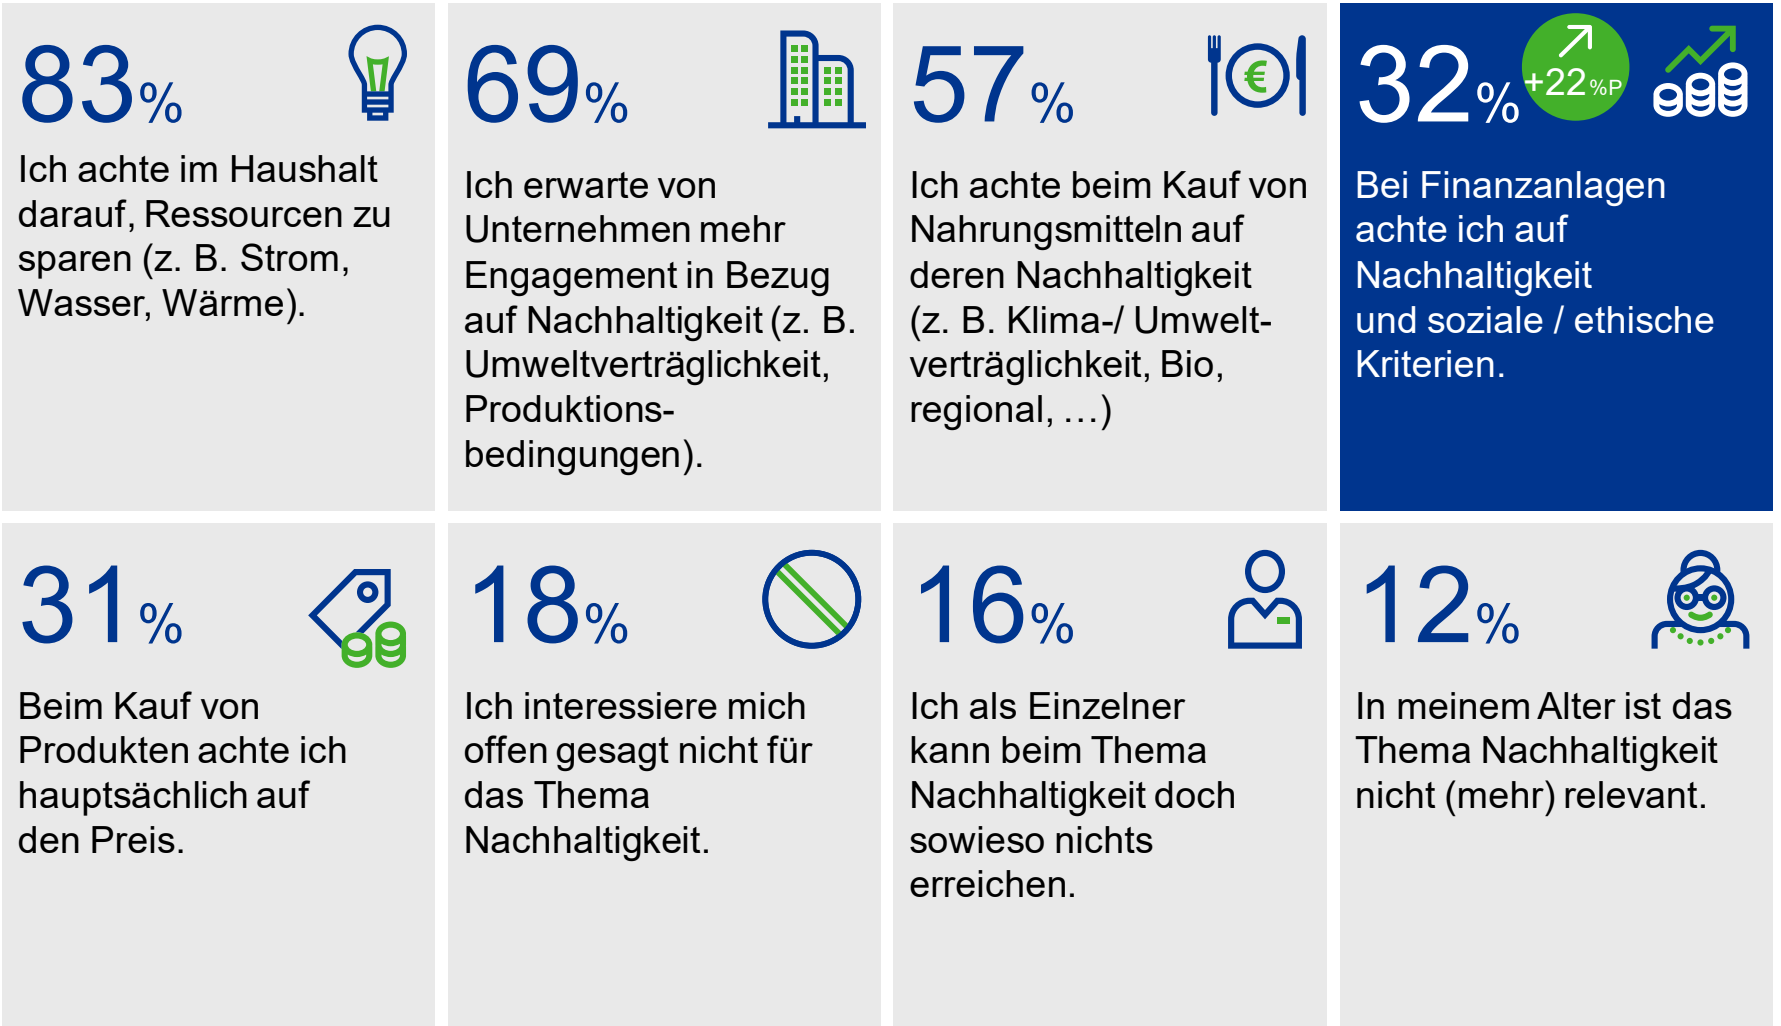 83%
Ich achte im Haushalt
darauf, Ressourcen zu
sparen (z. B. Strom,
Wasser, Wärme).
69%
Ich erwarte von
Unternehmen mehr
Engagement in Bezug
auf Nachhaltigkeit (z. B.
Umweltverträglichkeit,
Produktions-
bedingungen).
57%
€
Ich achte beim Kauf von
Nahrungsmitteln auf
deren Nachhaltigkeit
(z. B. Klima-/ Umwelt-
verträglichkeit, Bio,
regional, …)
32%
+22 %P
Bei Finanzanlagen
achte ich auf
Nachhaltigkeit
und soziale / ethische
Kriterien.
31%
Beim Kauf von
Produkten achte ich
hauptsächlich auf
den Preis.
18%
Ich interessiere mich
offen gesagt nicht für
das Thema
Nachhaltigkeit.
16%
Ich als Einzelner
kann beim Thema
Nachhaltigkeit doch
sowieso nichts
erreichen.
12%
In meinem Alter ist das
Thema Nachhaltigkeit
nicht (mehr) relevant.